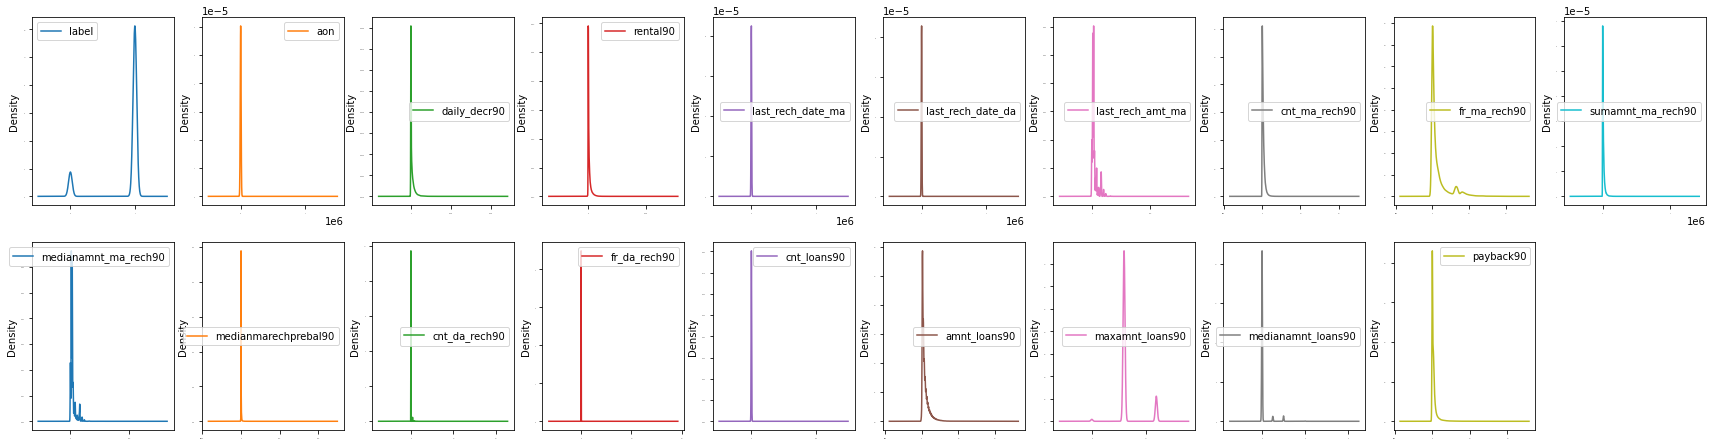 1e−5
1e−5
1e−5
1e−5
label
aon
daily_decr90
rental90
last_rech_date_ma
last_rech_date_da
last_rech_amt_ma
cnt_ma_rech90
fr_ma_rech90
sumamnt_ma_rech90
Density
Density
Density
Density
Density
Density
Density
Density
Density
Density
1e6
1e6
1e6
1e6
medianamnt_ma_rech90
medianmarechprebal90
cnt_da_rech90
fr_da_rech90
cnt_loans90
amnt_loans90
maxamnt_loans90
medianamnt_loans90
payback90
Density
Density
Density
Density
Density
Density
Density
Density
Density